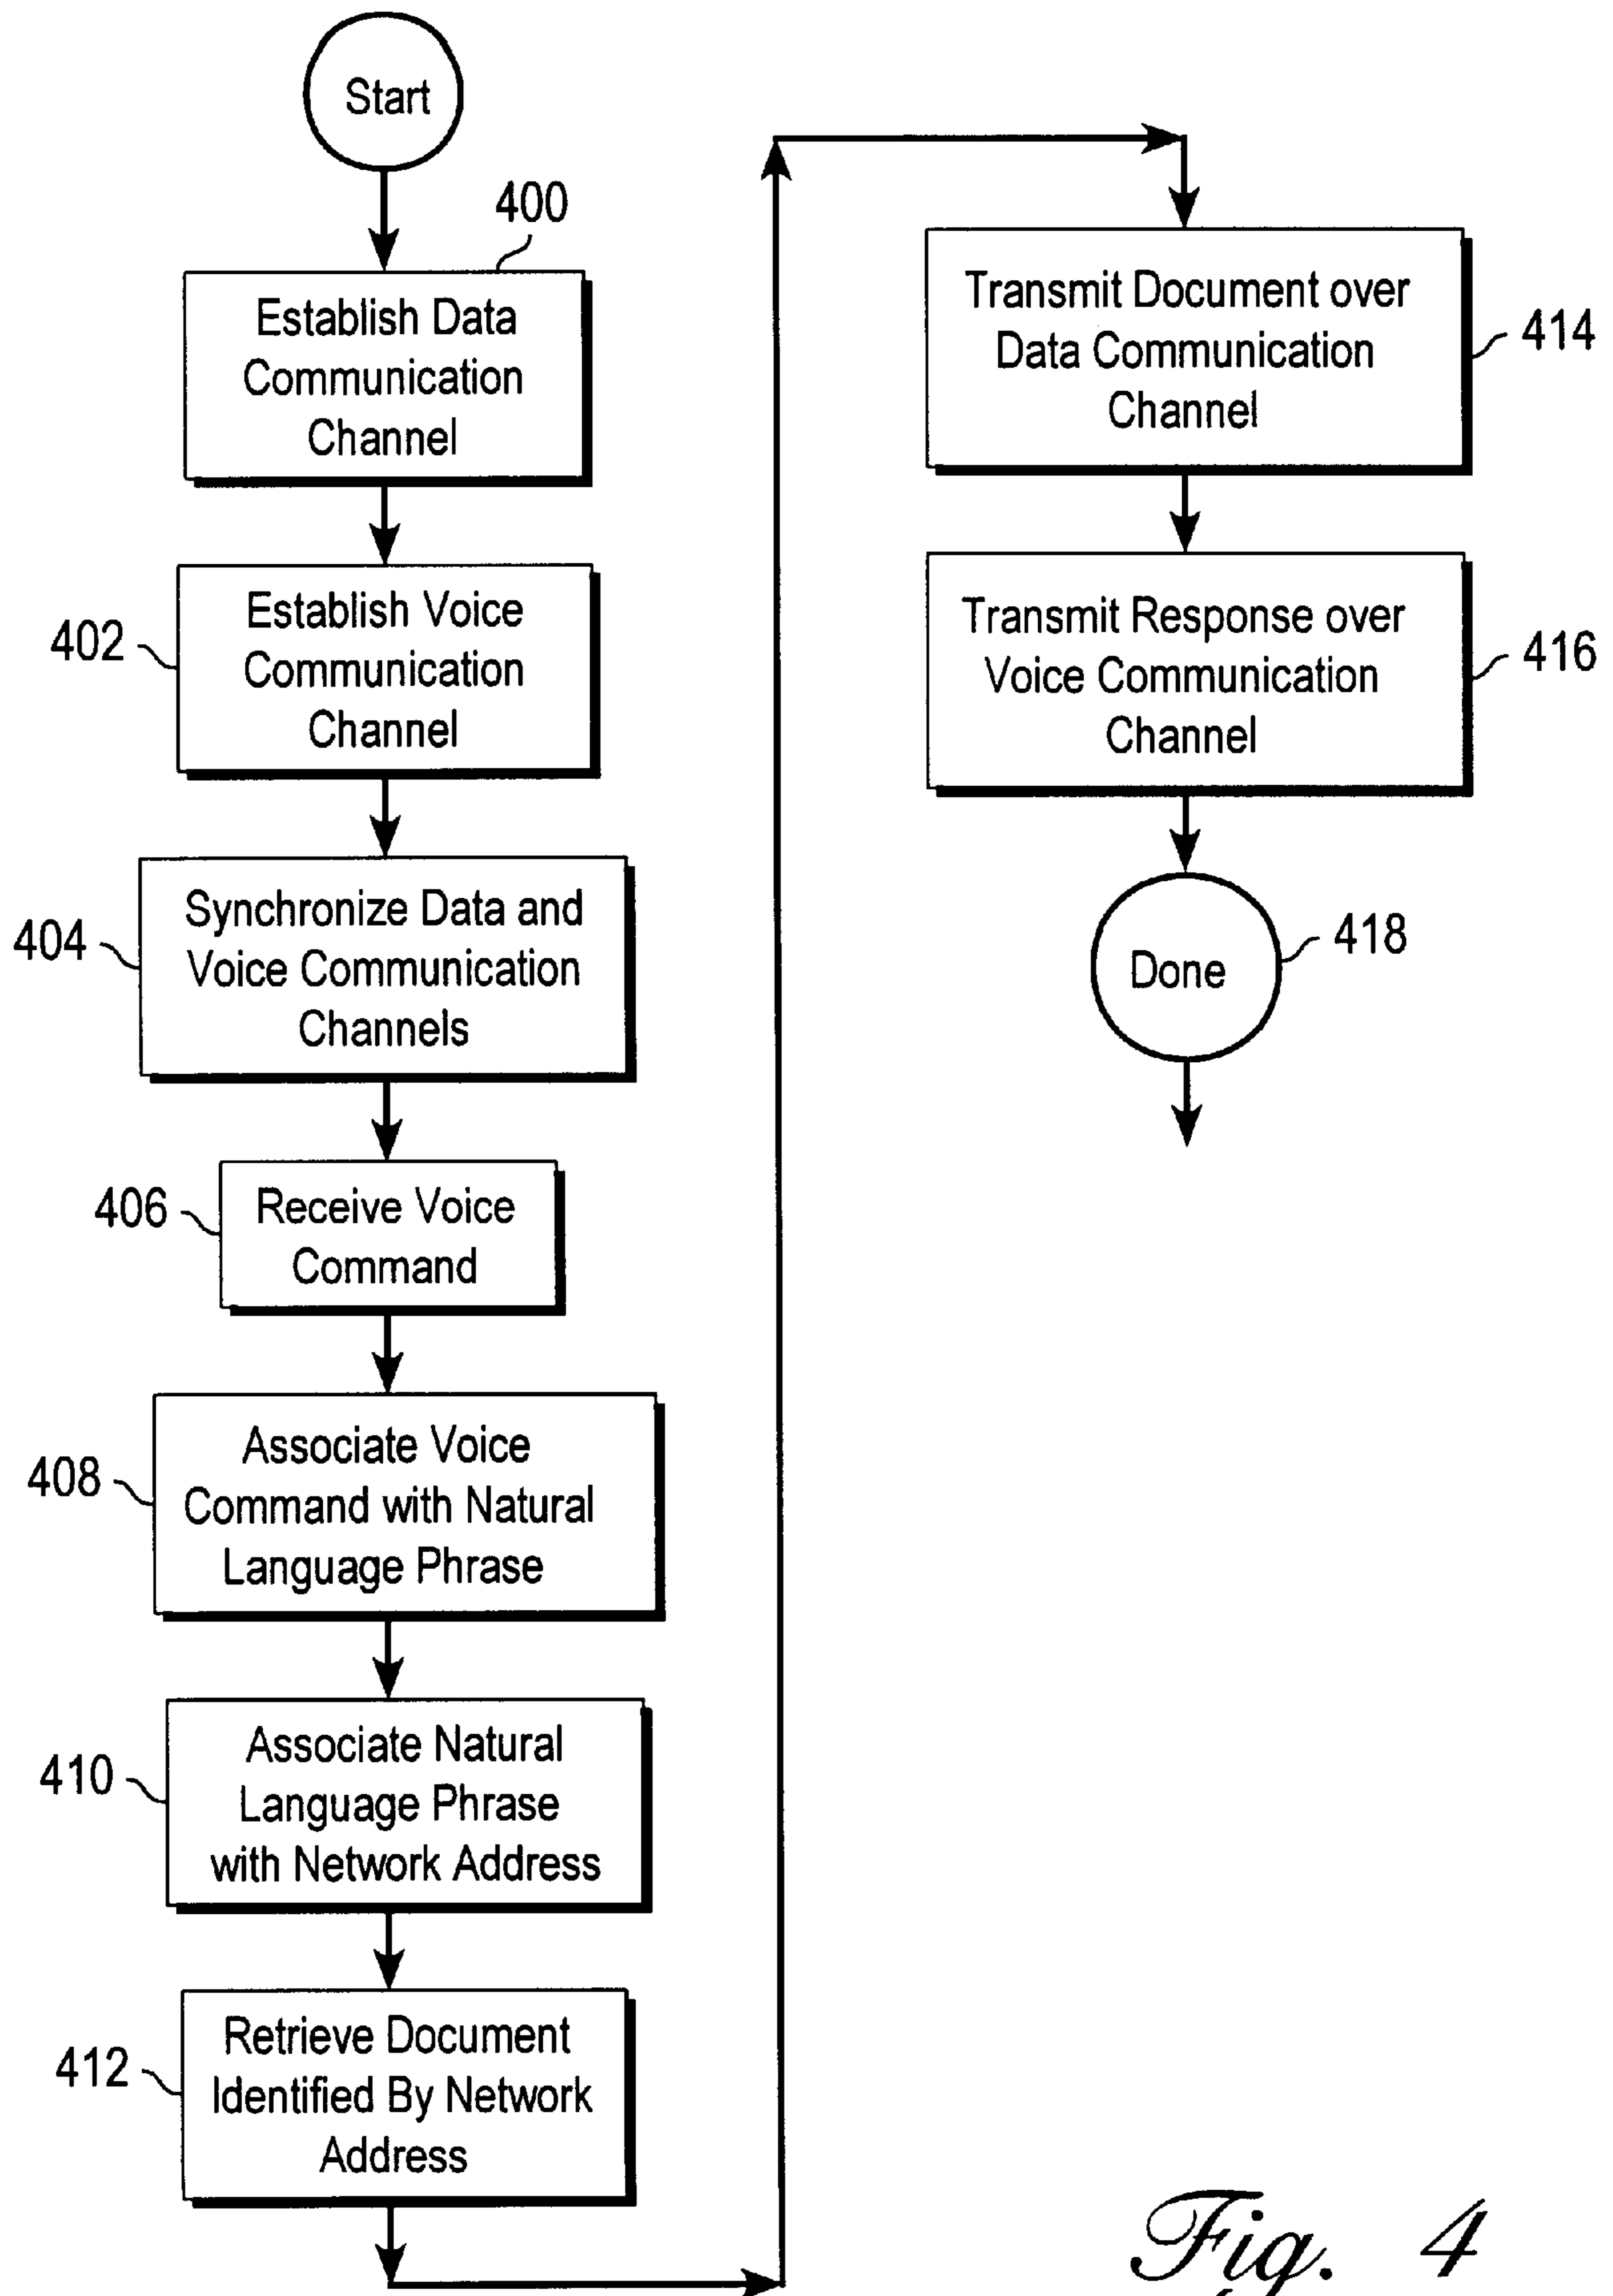 Start
400
Establish Data
Communication
Channel
402
Establish Voice
Communication
Channel
404
Synchronize Data and
Voice Communication
Channels
406
Receive Voice
Command
408
Associate Voice
Command with Natural
Language Phrase
410
Associate Natural
Language Phrase
with Network Address
412
Retrieve Document
Identified By Network
Address
Transmit Document over
Data Communication
Channel
414
Transmit Response over
Voice Communication
Channel
416
Done
418
Fig. 4